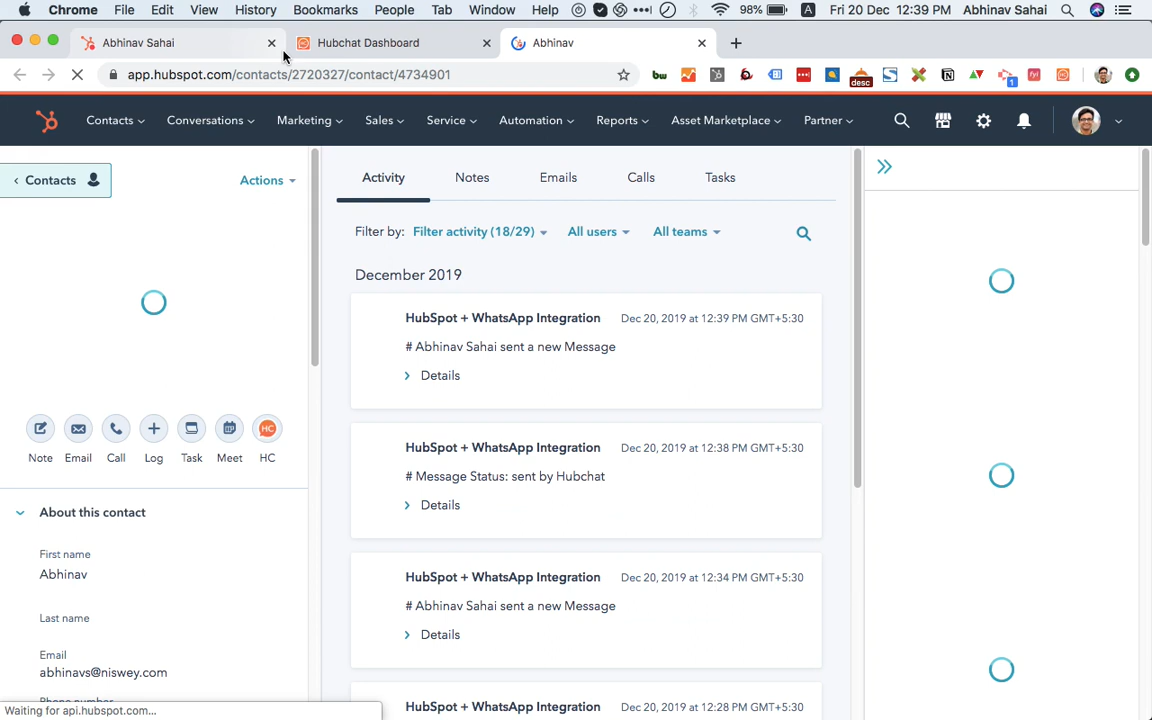 Chrome File Edit View History Bookmarks People Tab Window Help 98% A Fri 20 Dec 12:39 PM Abhinav Sahai
Abhinav Sahai Hubchat Dashboard Abhinav
app.hubspot.com/contacts/2720327/contact/4734901 bw desc 1 fyi HC
Contacts Conversations Marketing Sales Service Automation Reports Asset Marketplace Partner
Contacts Actions
Activity Notes Emails Calls Tasks
Filter by: Filter activity (18/29) All users All teams
December 2019
HubSpot + WhatsApp Integration Dec 20, 2019 at 12:39 PM GMT+5:30
# Abhinav Sahai sent a new Message
Details
HubSpot + WhatsApp Integration Dec 20, 2019 at 12:38 PM GMT+5:30
# Message Status: sent by Hubchat
Details
HubSpot + WhatsApp Integration Dec 20, 2019 at 12:34 PM GMT+5:30
# Abhinav Sahai sent a new Message
Details
HubSpot + WhatsApp Integration Dec 20, 2019 at 12:28 PM GMT+5:30
HC
Note Email Call Log Task Meet HC
About this contact
First name
Abhinav
Last name
Email
abhinavs@niswey.com
Phone number
Waiting for api.hubspot.com...